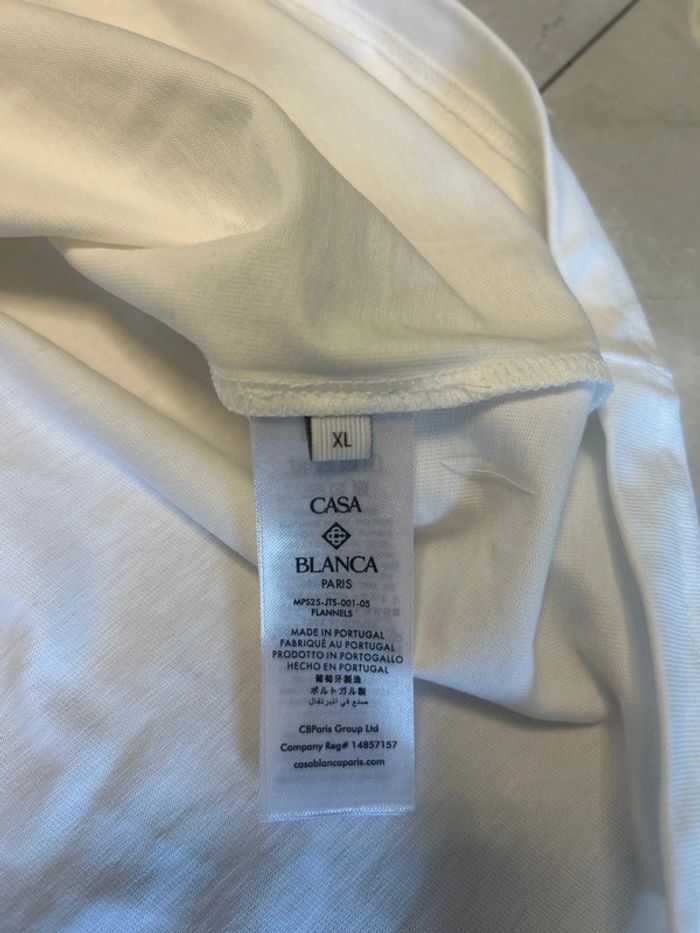 XL
CASA
BLANCA
PARIS
MPS25-JTS-001-05
FLANNELS
MADE IN PORTUGAL
FABRIQUÉ AU PORTUGAL
PRODOTTO IN PORTOGALLO
HECHO EN PORTUGAL
葡萄牙製造
ポルトガル製
صنع في البرتغال
CBParis Group Ltd
Company Reg# 14857157
casablancaparis.com